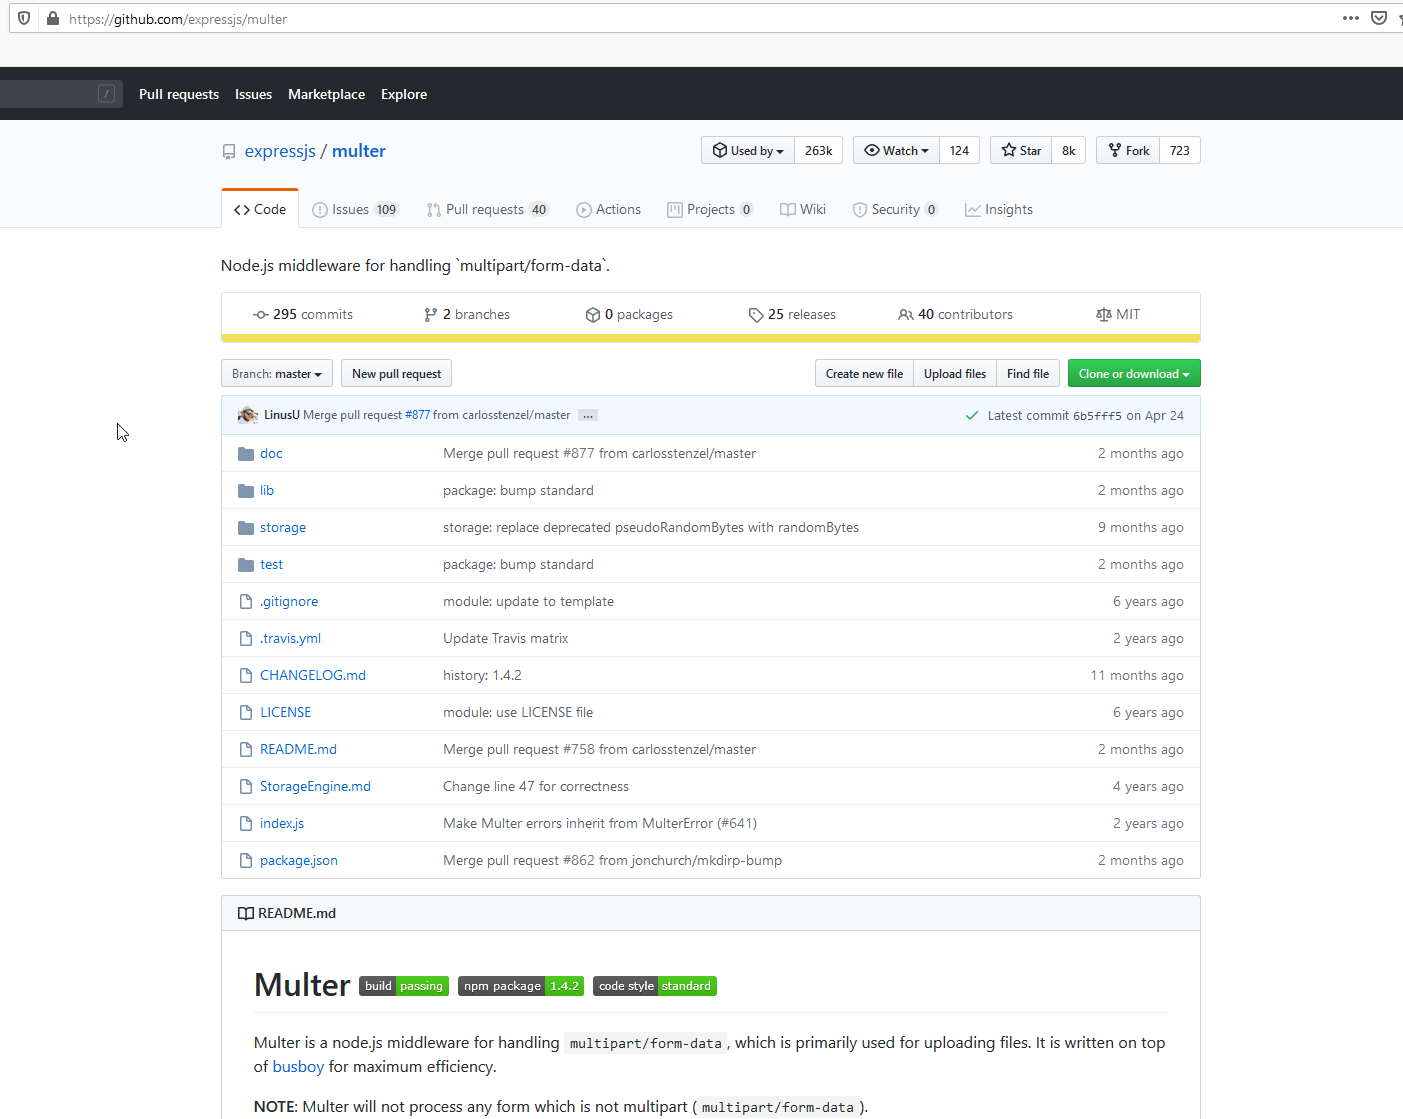 https://github.com/expressjs/multer
/ Pull requests Issues Marketplace Explore
expressjs / multer Used by 263k Watch 124 Star 8k Fork 723
Code Issues 109 Pull requests 40 Actions Projects 0 Wiki Security 0 Insights
Node.js middleware for handling `multipart/form-data`.
295 commits 2 branches 0 packages 25 releases 40 contributors MIT
Branch: master New pull request Create new file Upload files Find file Clone or download
LinusU Merge pull request #877 from carlosstenzel/master ... Latest commit 6b5fff5 on Apr 24
doc Merge pull request #877 from carlosstenzel/master 2 months ago
lib package: bump standard 2 months ago
storage storage: replace deprecated pseudoRandomBytes with randomBytes 9 months ago
test package: bump standard 2 months ago
.gitignore module: update to template 6 years ago
.travis.yml Update Travis matrix 2 years ago
CHANGELOG.md history: 1.4.2 11 months ago
LICENSE module: use LICENSE file 6 years ago
README.md Merge pull request #758 from carlosstenzel/master 2 months ago
StorageEngine.md Change line 47 for correctness 4 years ago
index.js Make Multer errors inherit from MulterError (#641) 2 years ago
package.json Merge pull request #862 from jonchurch/mkdirp-bump 2 months ago
README.md
Multer build passing npm package 1.4.2 code style standard
Multer is a node.js middleware for handling multipart/form-data, which is primarily used for uploading files. It is written on top
of busboy for maximum efficiency.
NOTE: Multer will not process any form which is not multipart (multipart/form-data).